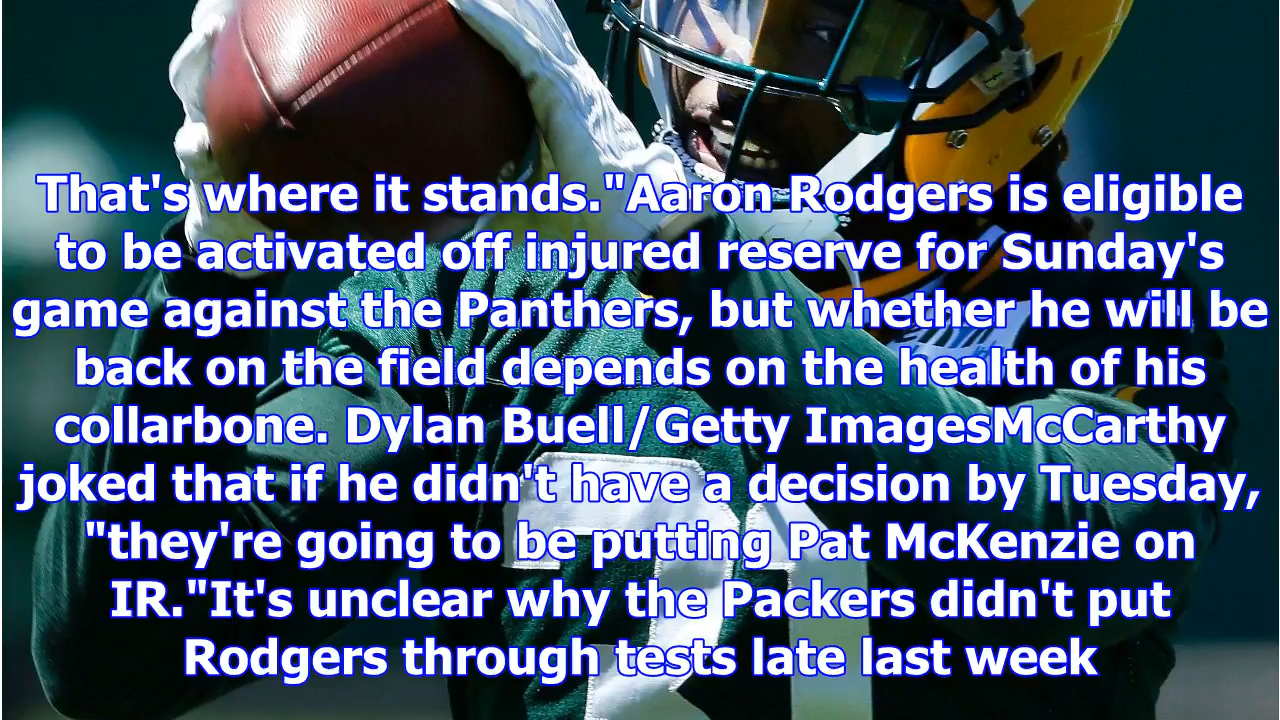 That's where it stands."Aaron Rodgers is eligible
to be activated off injured reserve for Sunday's
game against the Panthers, but whether he will be
back on the field depends on the health of his
collarbone. Dylan Buell/Getty ImagesMcCarthy
joked that if he didn't have a decision by Tuesday,
"they're going to be putting Pat McKenzie on
IR."It's unclear why the Packers didn't put
Rodgers through tests late last week
31